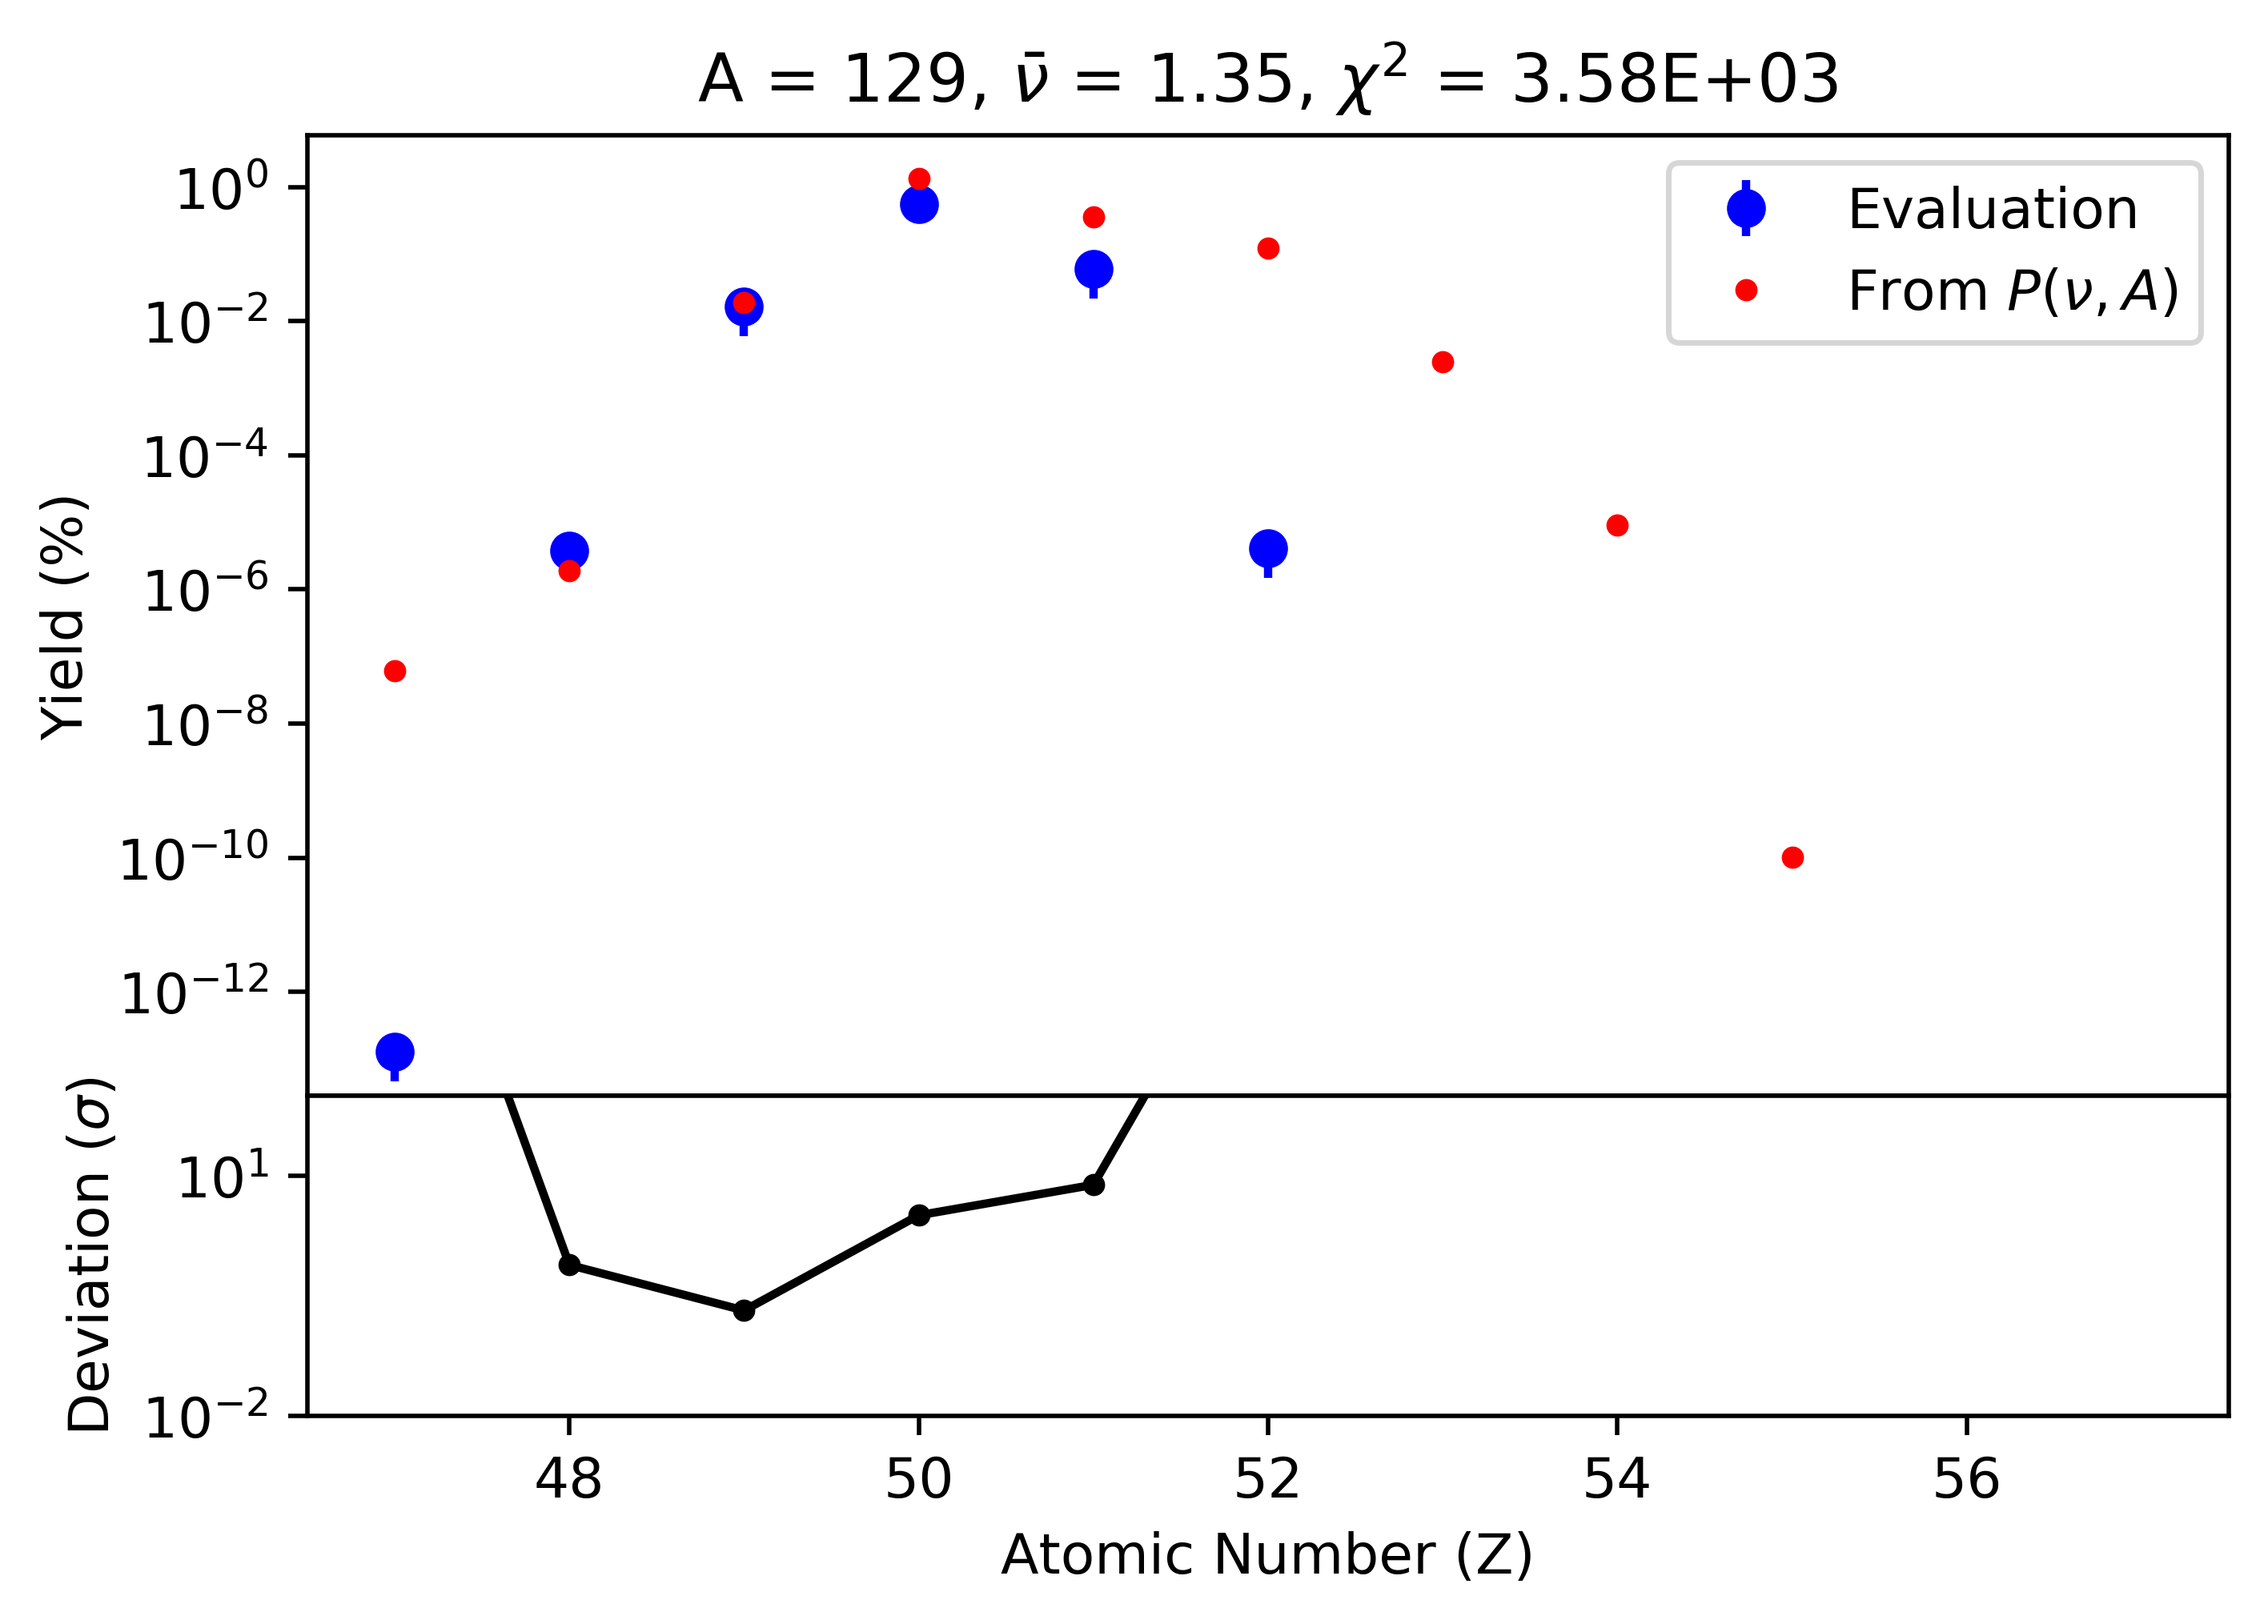 A = 129, ν̄ = 1.35, χ² = 3.58E+03
Evaluation
From P(ν, A)
Yield (%)
10⁰
10⁻²
10⁻⁴
10⁻⁶
10⁻⁸
10⁻¹⁰
10⁻¹²
Deviation (σ)
10¹
10⁻²
48 50 52 54 56
Atomic Number (Z)